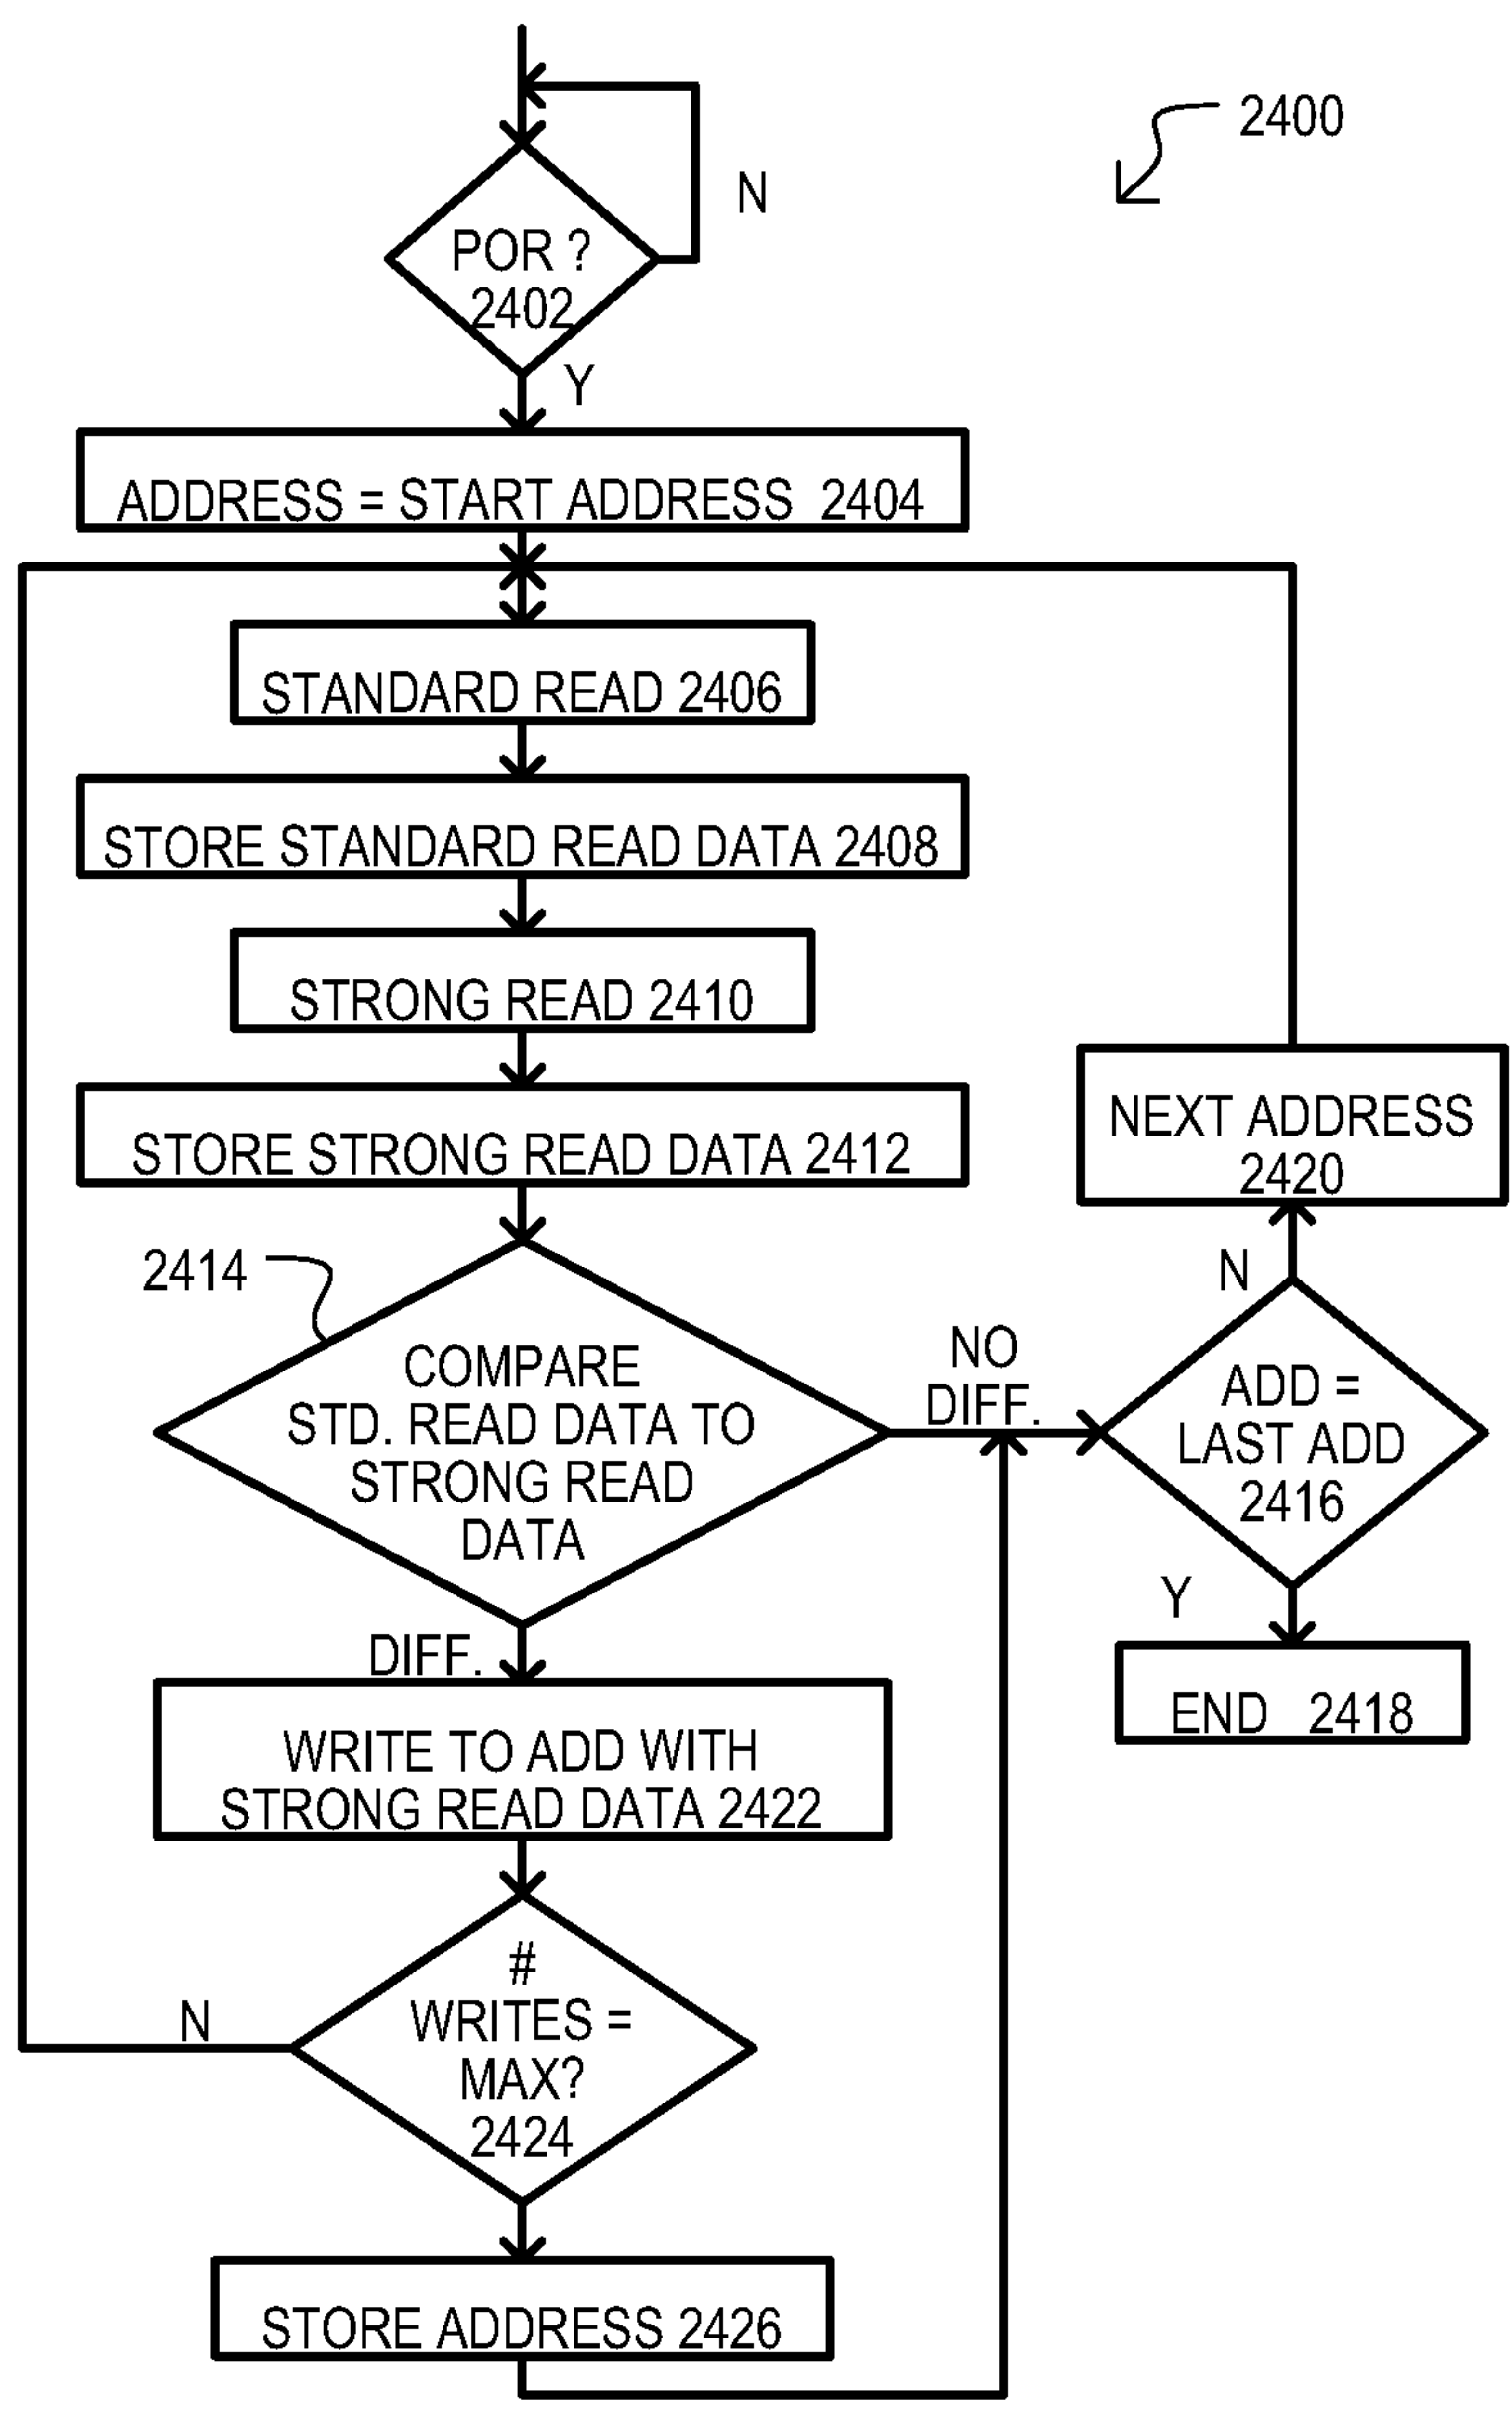 2400
N
POR ?
2402
Y
ADDRESS = START ADDRESS 2404
STANDARD READ 2406
STORE STANDARD READ DATA 2408
STRONG READ 2410
STORE STRONG READ DATA 2412
NEXT ADDRESS
2420
2414
N
COMPARE
STD. READ DATA TO
STRONG READ
DATA
NO
DIFF.
ADD =
LAST ADD
2416
Y
DIFF.
END 2418
WRITE TO ADD WITH
STRONG READ DATA 2422
#
WRITES =
MAX?
2424
N
STORE ADDRESS 2426